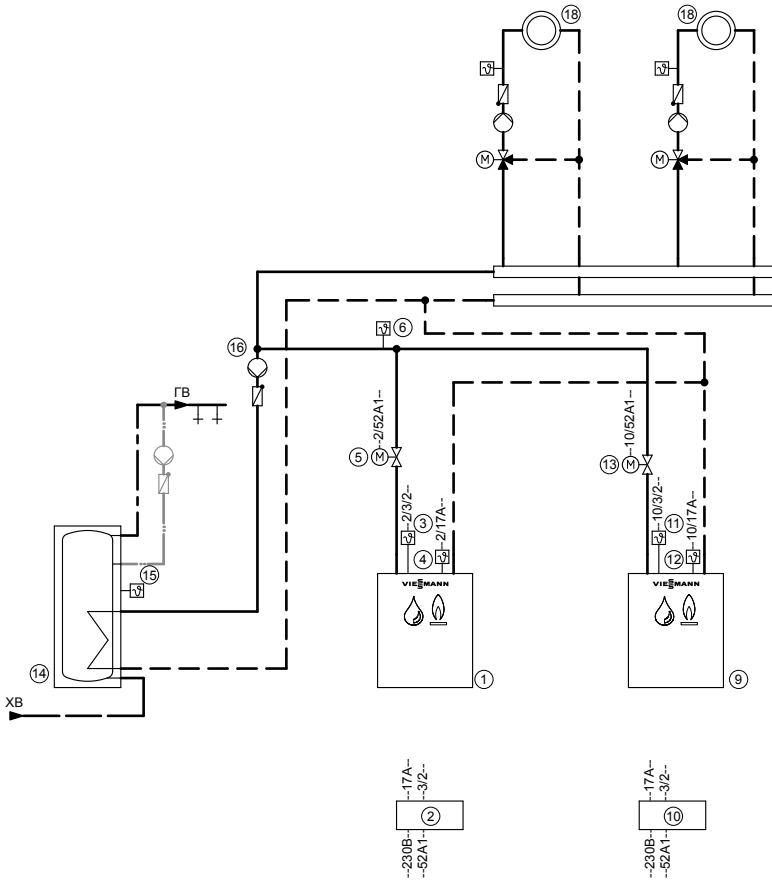 18
18
ϑ
ϑ
M
M
ϑ
6
16
ГВ
5
M
--2/52A1--
13
M
--10/52A1--
3
--2/3/2--
ϑ
4
--2/17A--
ϑ
11
--10/3/2--
ϑ
12
--10/17A--
ϑ
15
ϑ
VIESMANN
VIESMANN
14
1
9
ХВ
--17A--
--3/2--
2
--230В--
--52A1--
--17A--
--3/2--
10
--230В--
--52A1--